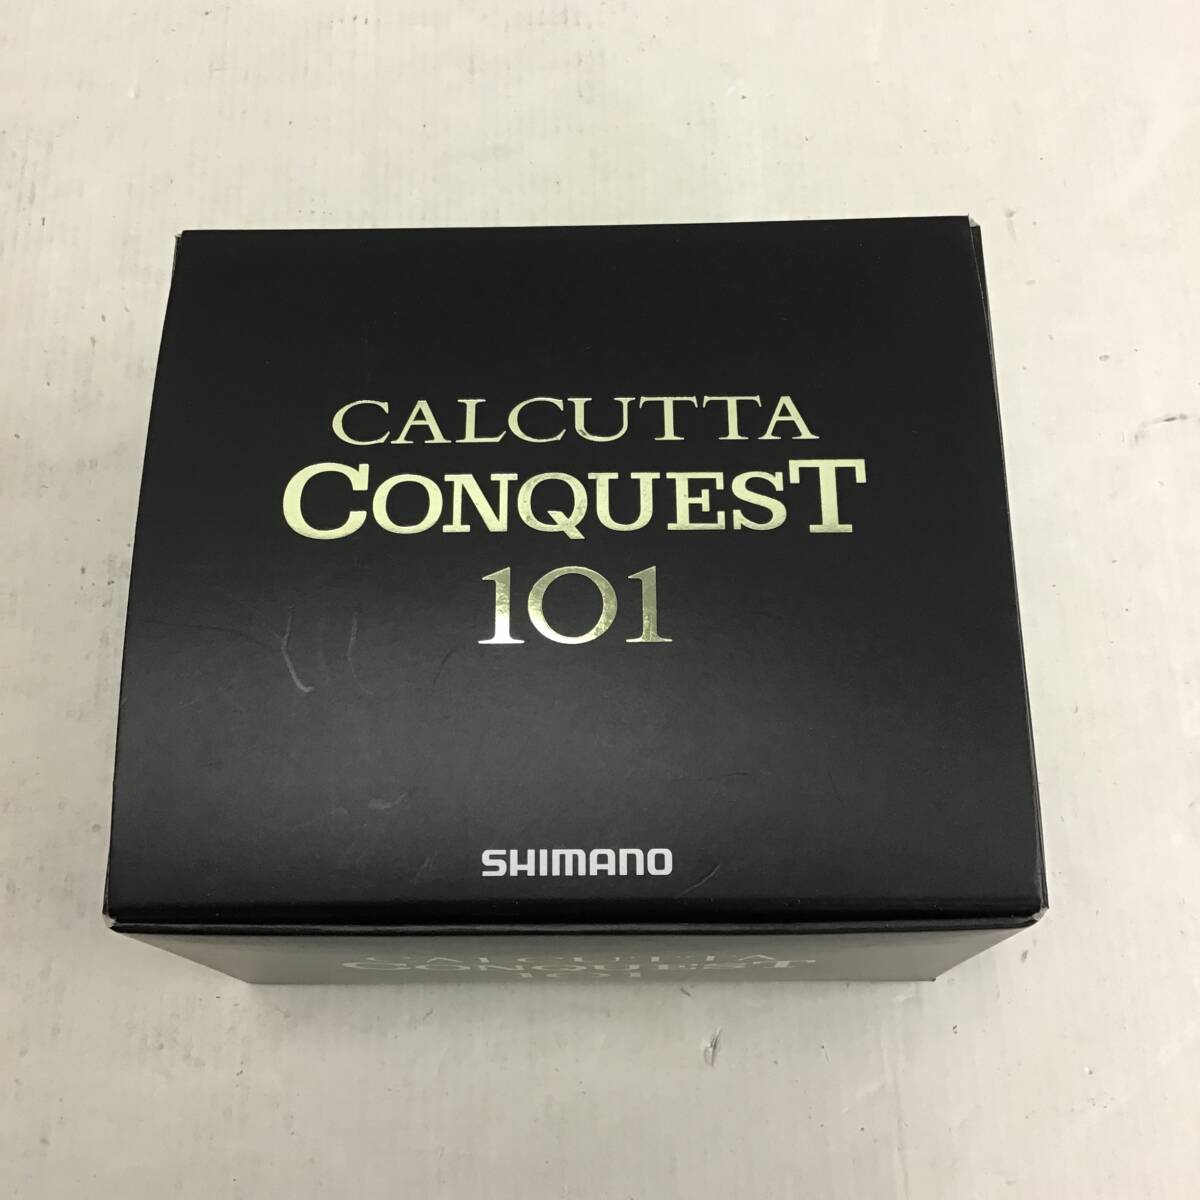 CALCUTTA
CONQUEST
101
SHIMANO
CALCUTTA
CONQUEST
101